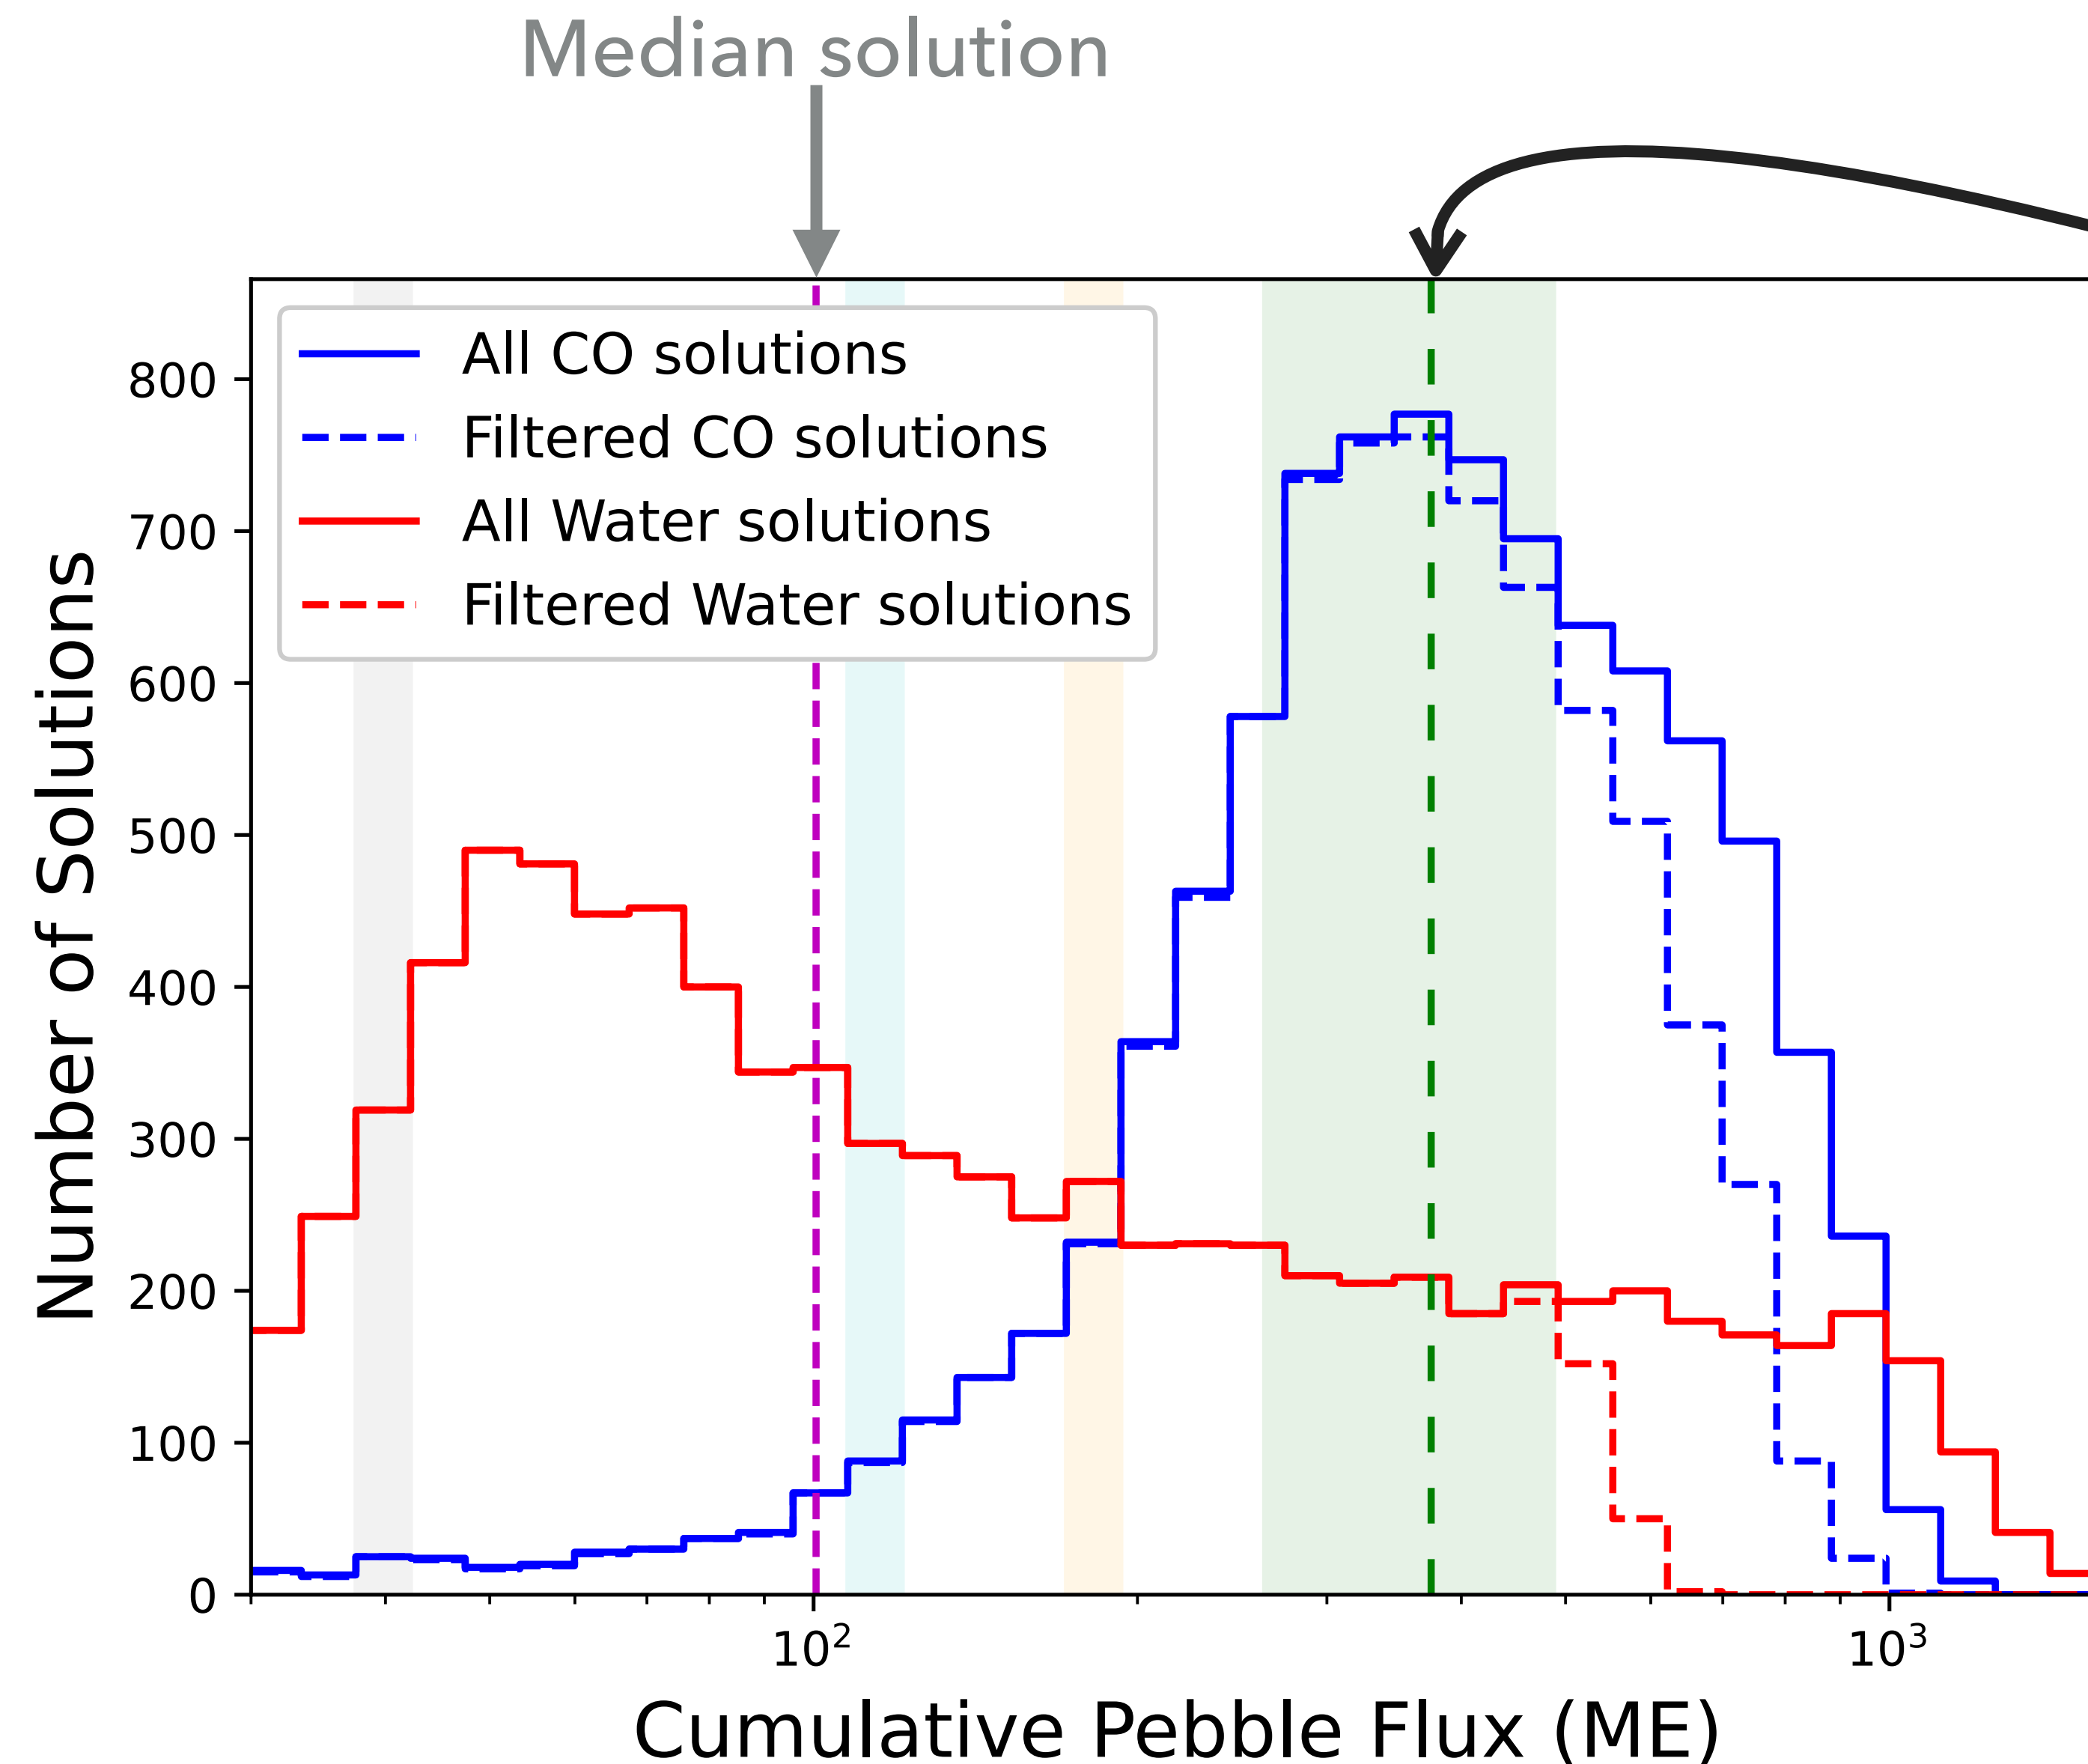 Median solution
All CO solutions
Filtered CO solutions
All Water solutions
Filtered Water solutions
Number of Solutions
800
700
600
500
400
300
200
100
0
10²
10³
Cumulative Pebble Flux (ME)